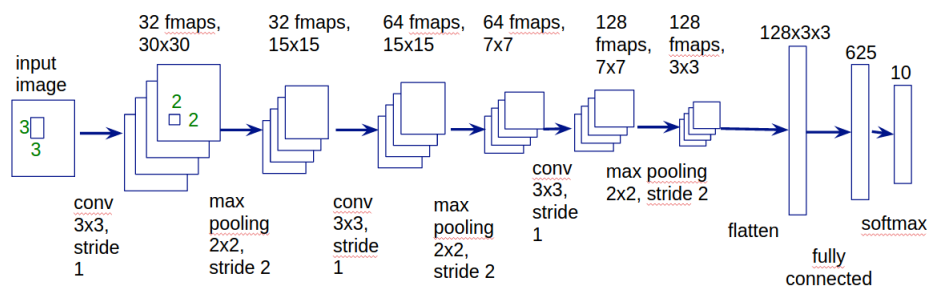 input
image
3
3
32 fmaps,
30x30
2
2
32 fmaps,
15x15
64 fmaps,
15x15
64 fmaps,
7x7
128
fmaps,
7x7
128
fmaps,
3x3
128x3x3
625
10
conv
3x3,
stride
1
max
pooling
2x2,
stride 2
conv
3x3,
stride
1
max
pooling
2x2,
stride 2
conv
3x3,
stride
1
max pooling
2x2, stride 2
flatten
fully
connected
softmax